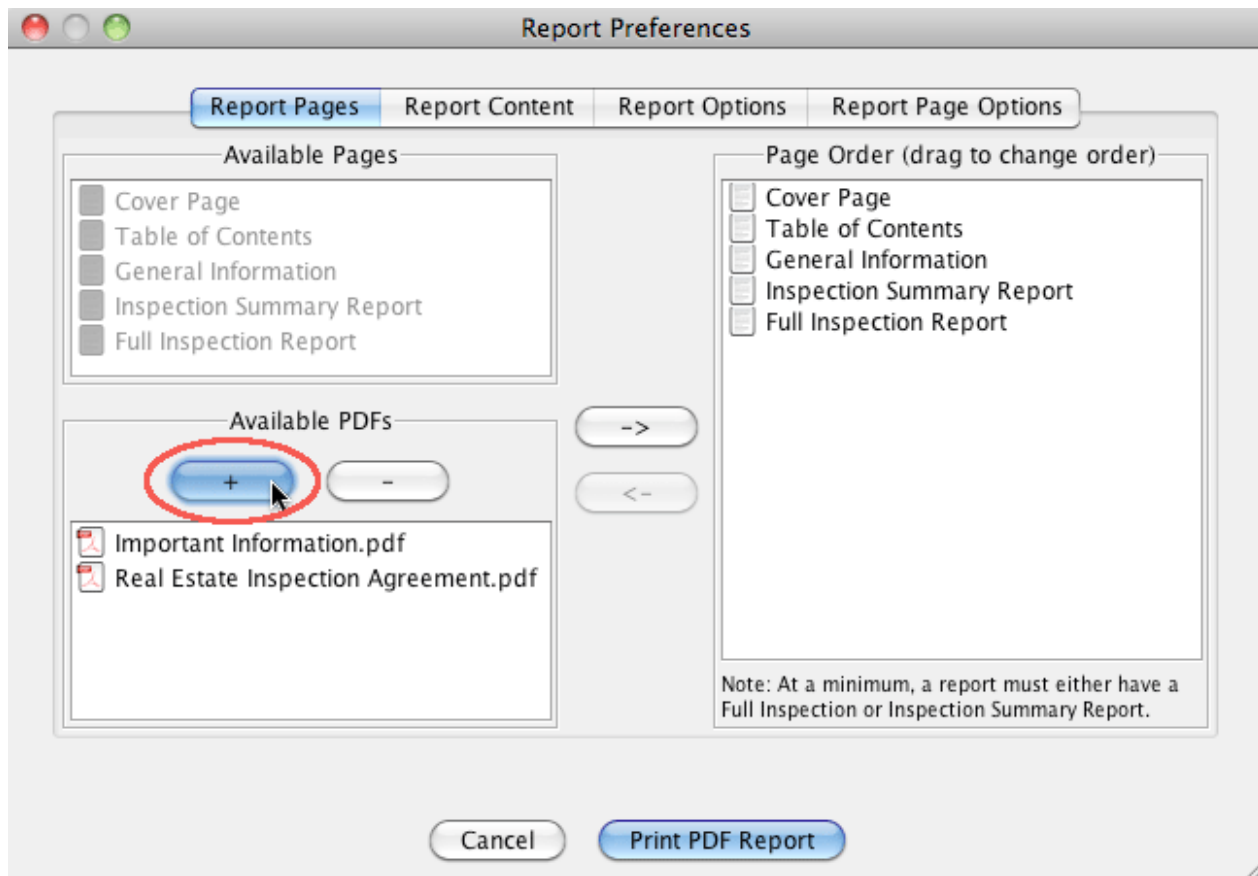 Report Preferences
Report Pages
Report Content
Report Options
Report Page Options
Available Pages
Cover Page
Table of Contents
General Information
Inspection Summary Report
Full Inspection Report
Available PDFs
+
-
Important Information.pdf
Real Estate Inspection Agreement.pdf
->
<-
Page Order (drag to change order)
Cover Page
Table of Contents
General Information
Inspection Summary Report
Full Inspection Report
Note: At a minimum, a report must either have a
Full Inspection or Inspection Summary Report.
Cancel
Print PDF Report